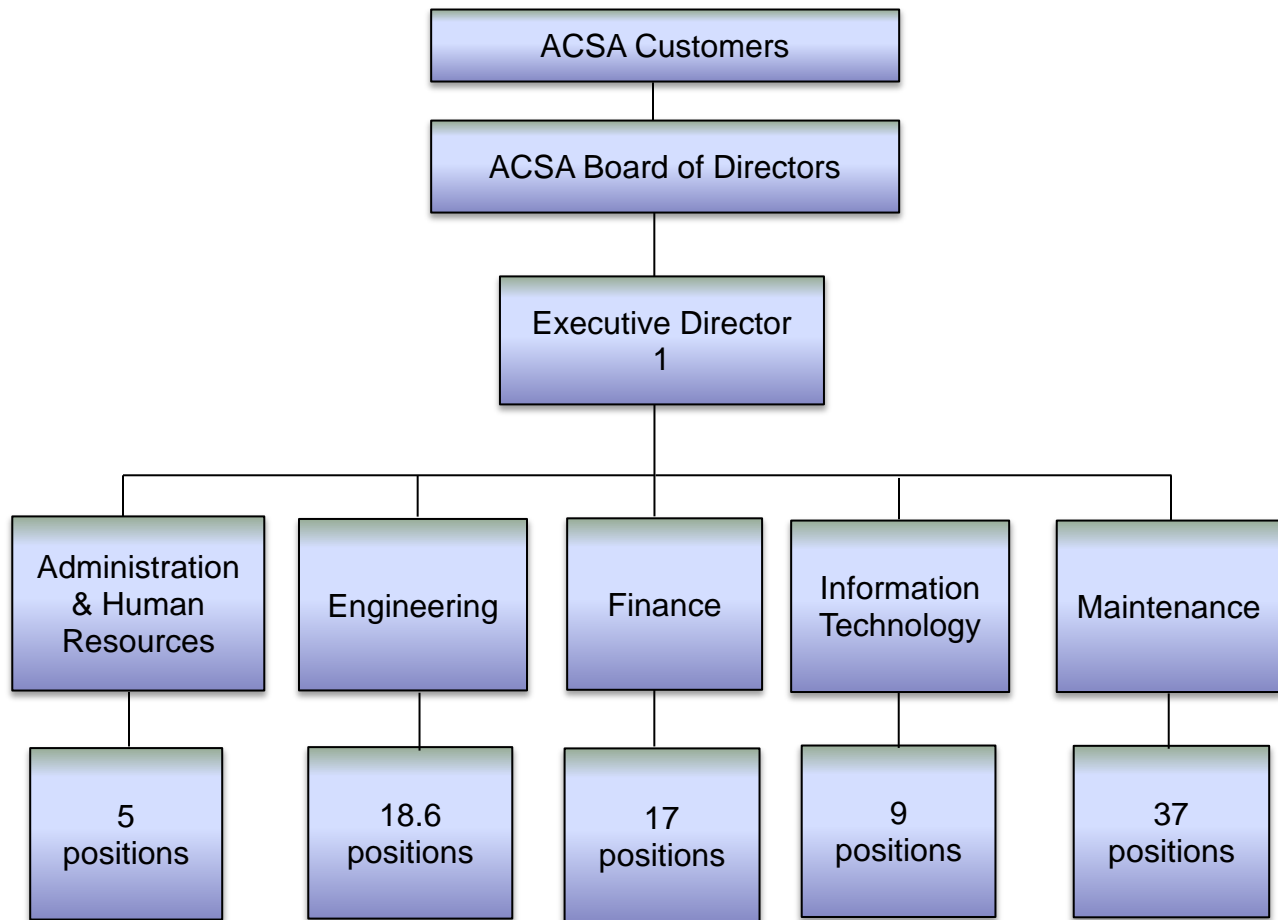 ACSA Customers
ACSA Board of Directors
Executive Director
1
Administration
& Human
Resources
Engineering
Finance
Information
Technology
Maintenance
5
positions
18.6
positions
17
positions
9
positions
37
positions